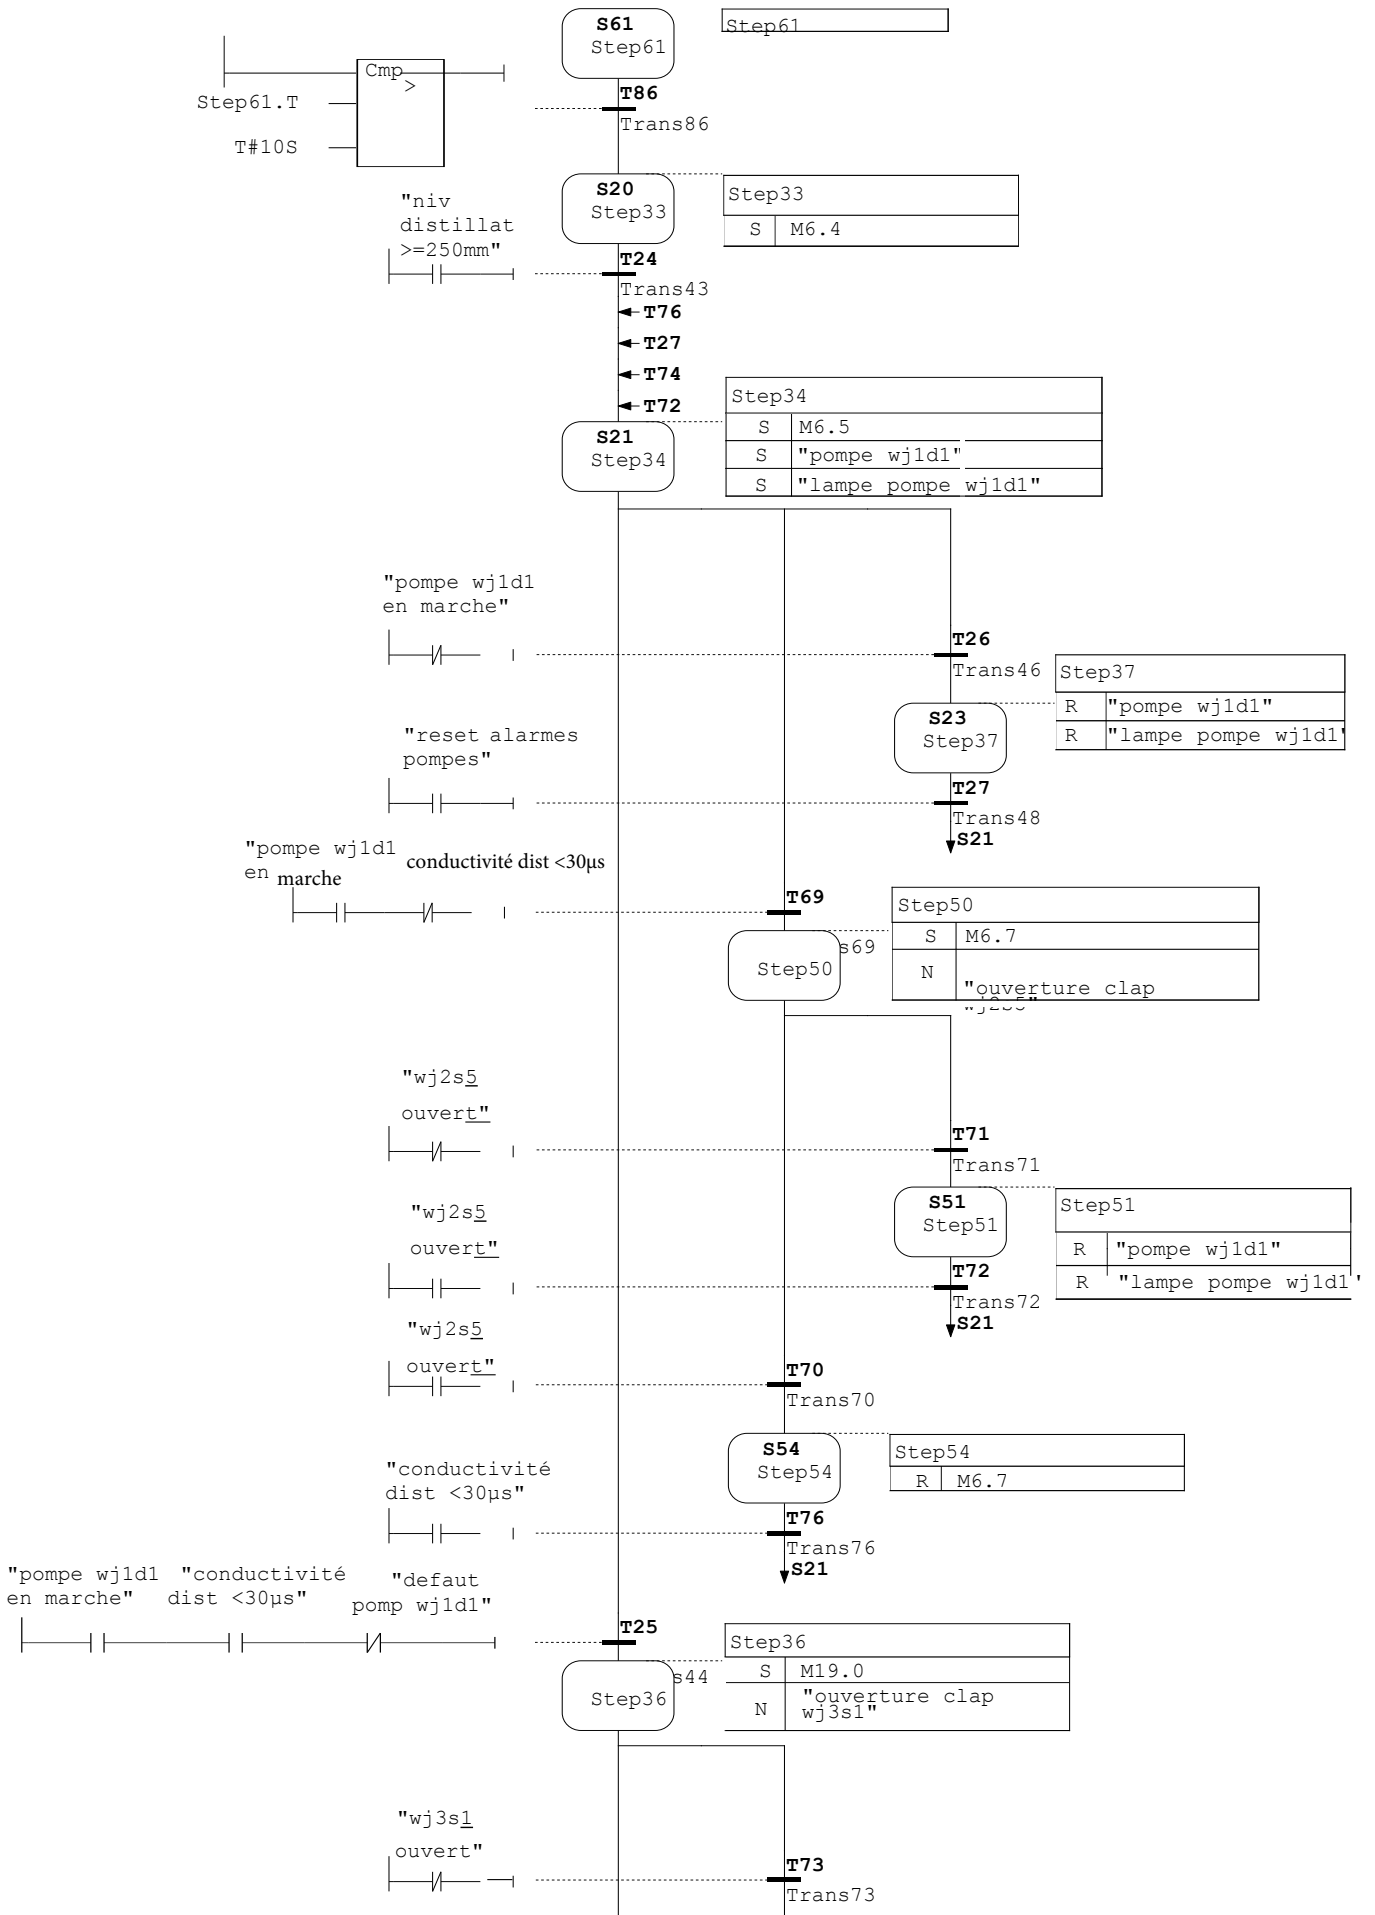 S61
Step61
Step61
Cmp
>
Step61.T
T#10S
T86
Trans86
S20
Step33
Step33
S M6.4
"niv
distillat
>=250mm"
T24
Trans43
T76
T27
T74
T72
S21
Step34
Step34
S M6.5
S "pompe wj1d1"
S "lampe pompe wj1d1"
"pompe wj1d1
en marche"
T26
Trans46
S23
Step37
Step37
R "pompe wj1d1"
R "lampe pompe wj1d1'
"reset alarmes
pompes"
T27
Trans48
S21
"pompe wj1d1
en marche
conductivité dist <30µs
T69
s69
Step50
Step50
S M6.7
N "ouverture clap
wj2s5"
"wj2s5
ouvert"
T71
Trans71
S51
Step51
Step51
R "pompe wj1d1"
R "lampe pompe wj1d1'
"wj2s5
ouvert"
T72
Trans72
S21
"wj2s5
ouvert"
T70
Trans70
S54
Step54
Step54
R M6.7
"conductivité
dist <30µs"
T76
Trans76
S21
"pompe wj1d1
en marche"
"conductivité
dist <30µs"
"defaut
pomp wj1d1"
T25
s44
Step36
Step36
S M19.0
N "ouverture clap
wj3s1"
"wj3s1
ouvert"
T73
Trans73